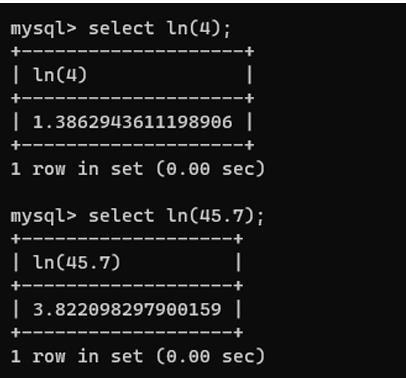 mysql> select ln(4);
+--------------------+
| ln(4)              |
+--------------------+
| 1.3862943611198906 |
+--------------------+
1 row in set (0.00 sec)

mysql> select ln(45.7);
+-------------------+
| ln(45.7)          |
+-------------------+
| 3.822098297900159 |
+-------------------+
1 row in set (0.00 sec)